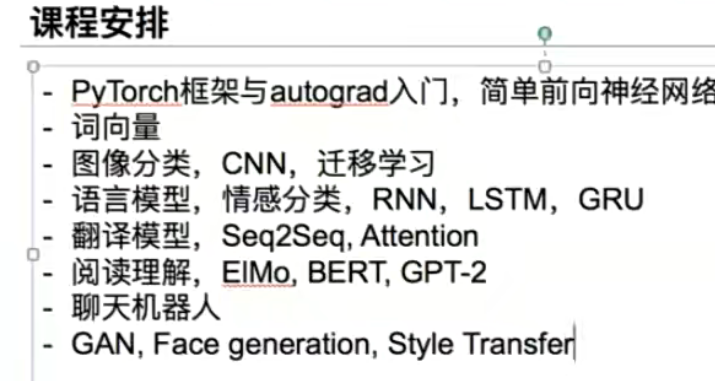 课程安排
- PyTorch框架与autograd入门，简单前向神经网络
- 词向量
- 图像分类，CNN，迁移学习
- 语言模型，情感分类，RNN，LSTM，GRU
- 翻译模型，Seq2Seq, Attention
- 阅读理解，ElMo, BERT, GPT-2
- 聊天机器人
- GAN, Face generation, Style Transfer